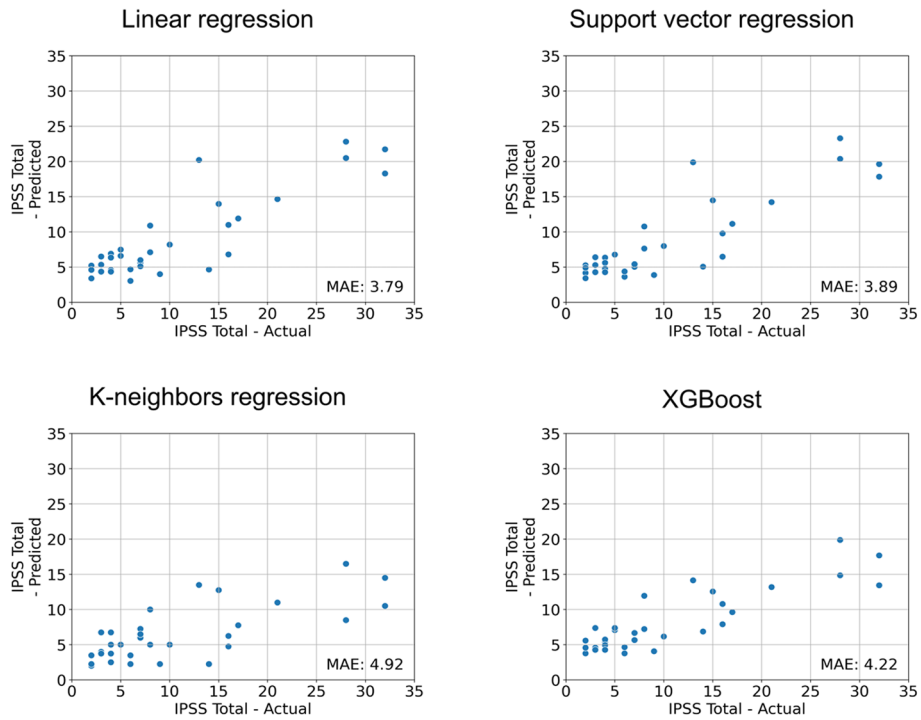 Linear regression
Support vector regression
35
30
25
20
15
10
5
0
IPSS Total
- Predicted
MAE: 3.79
0 5 10 15 20 25 30 35
IPSS Total - Actual
35
30
25
20
15
10
5
0
IPSS Total
- Predicted
MAE: 3.89
0 5 10 15 20 25 30 35
IPSS Total - Actual
K-neighbors regression
XGBoost
35
30
25
20
15
10
5
0
IPSS Total
- Predicted
MAE: 4.92
0 5 10 15 20 25 30 35
IPSS Total - Actual
35
30
25
20
15
10
5
0
IPSS Total
- Predicted
MAE: 4.22
0 5 10 15 20 25 30 35
IPSS Total - Actual